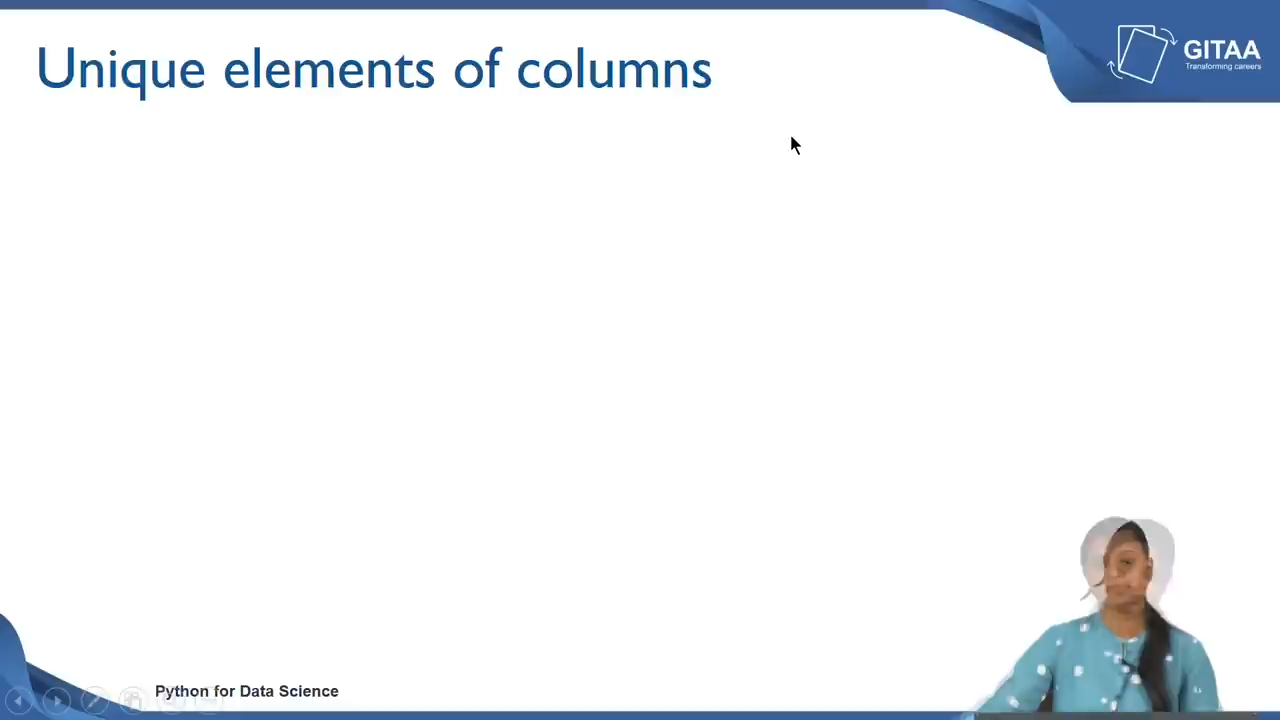 Unique elements of columns
GITAA
Transforming careers
Python for Data Science